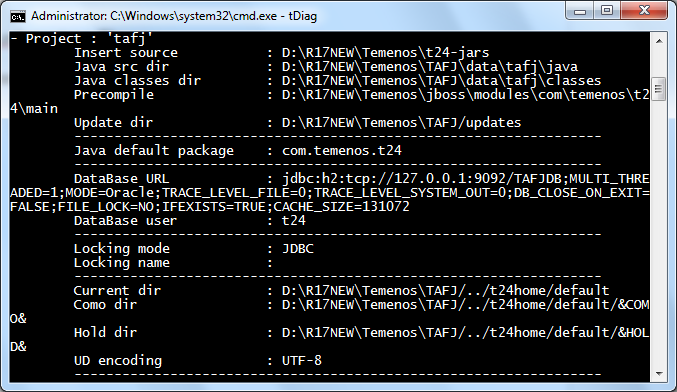 Administrator: C:\Windows\system32\cmd.exe - tDiag
- Project : 'tafj'
Insert source : D:\R17NEW\Temenos\t24-jars
Java src dir : D:\R17NEW\Temenos\TAFJ\data\tafj\java
Java classes dir : D:\R17NEW\Temenos\TAFJ\data\tafj\classes
Precompile : D:\R17NEW\Temenos\jboss\modules\com\temenos\t2
4\main
Update dir : D:\R17NEW\Temenos\TAFJ/updates
------------------------------------------------------------------
Java default package : com.temenos.t24
------------------------------------------------------------------
DataBase URL : jdbc:h2:tcp://127.0.0.1:9092/TAFJDB;MULTI_THRE
ADED=1;MODE=Oracle;TRACE_LEVEL_FILE=0;TRACE_LEVEL_SYSTEM_OUT=0;DB_CLOSE_ON_EXIT=
FALSE;FILE_LOCK=NO;IFEXISTS=TRUE;CACHE_SIZE=131072
DataBase user : t24
------------------------------------------------------------------
Locking mode : JDBC
Locking name :
------------------------------------------------------------------
Current dir : D:\R17NEW\Temenos\TAFJ/../t24home/default
Como dir : D:\R17NEW\Temenos\TAFJ/../t24home/default/&COM
O&
Hold dir : D:\R17NEW\Temenos\TAFJ/../t24home/default/&HOL
D&
UD encoding : UTF-8
------------------------------------------------------------------